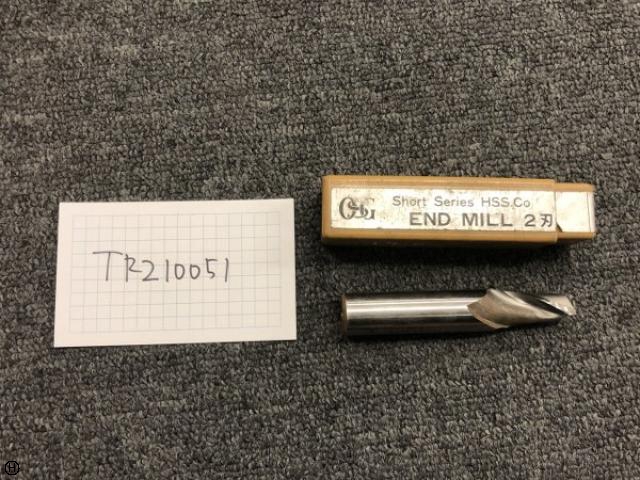 TR210051
OSG
Short Series HSS.Co
END MILL 2刃
H